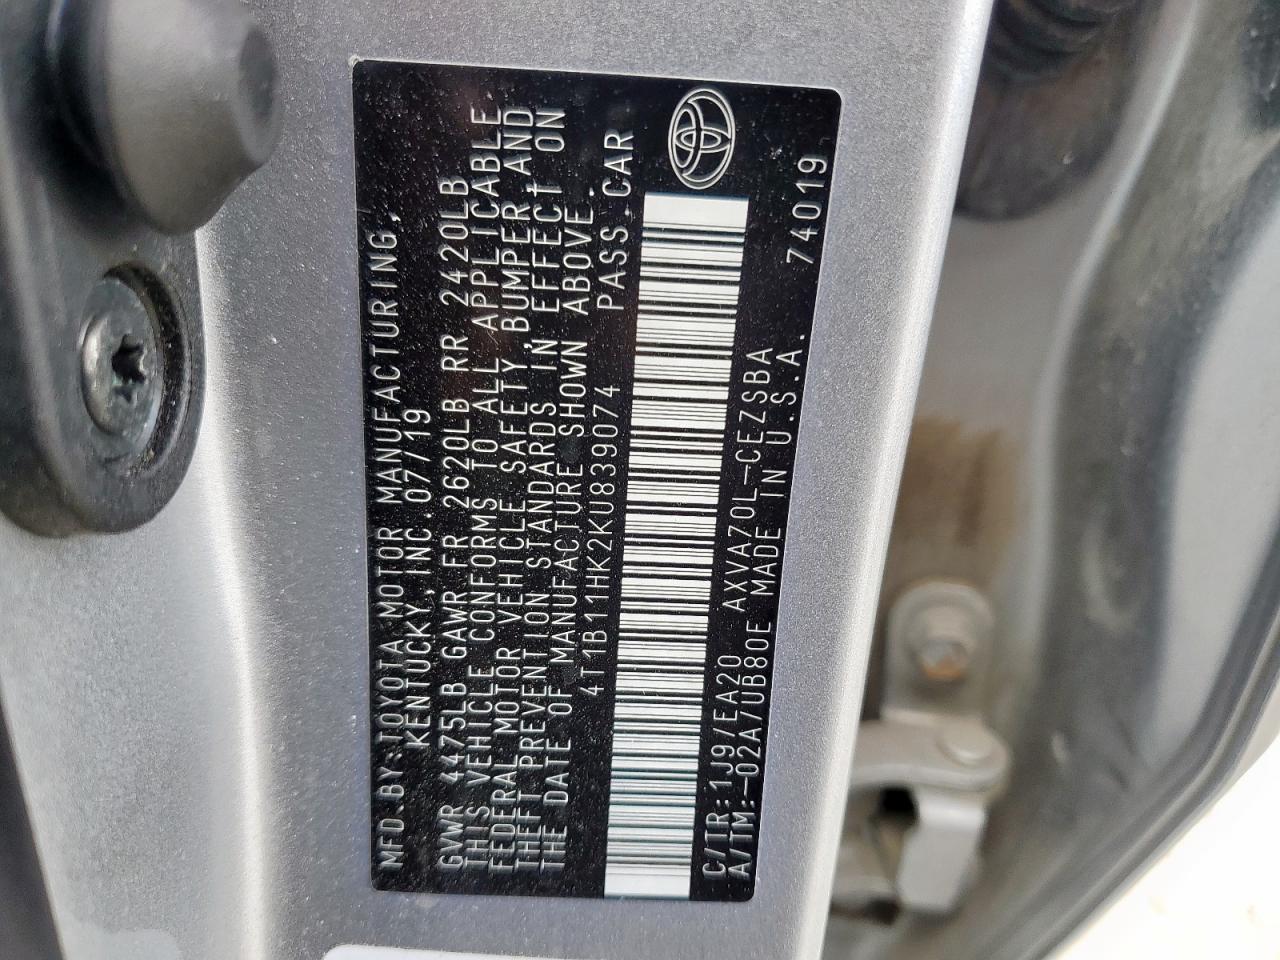 MFD.BY:TOYOTA MOTOR MANUFACTURING,
KENTUCKY,INC.07/19
GVWR 4475LB GAWR FR 2620LB RR 2420LB
THIS VEHICLE CONFORMS TO ALL APPLICABLE
FEDERAL MOTOR VEHICLE SAFETY,BUMPER,AND
THEFT PREVENTION STANDARDS IN EFFECT ON
THE DATE OF MANUFACTURE SHOWN ABOVE.
4T1B11HK2KU839074 PASS.CAR
C/TR:1J9/EA20 AXVA70L-CEZSBA 74019
A/TM:-02A/UB80E MADE IN U.S.A.